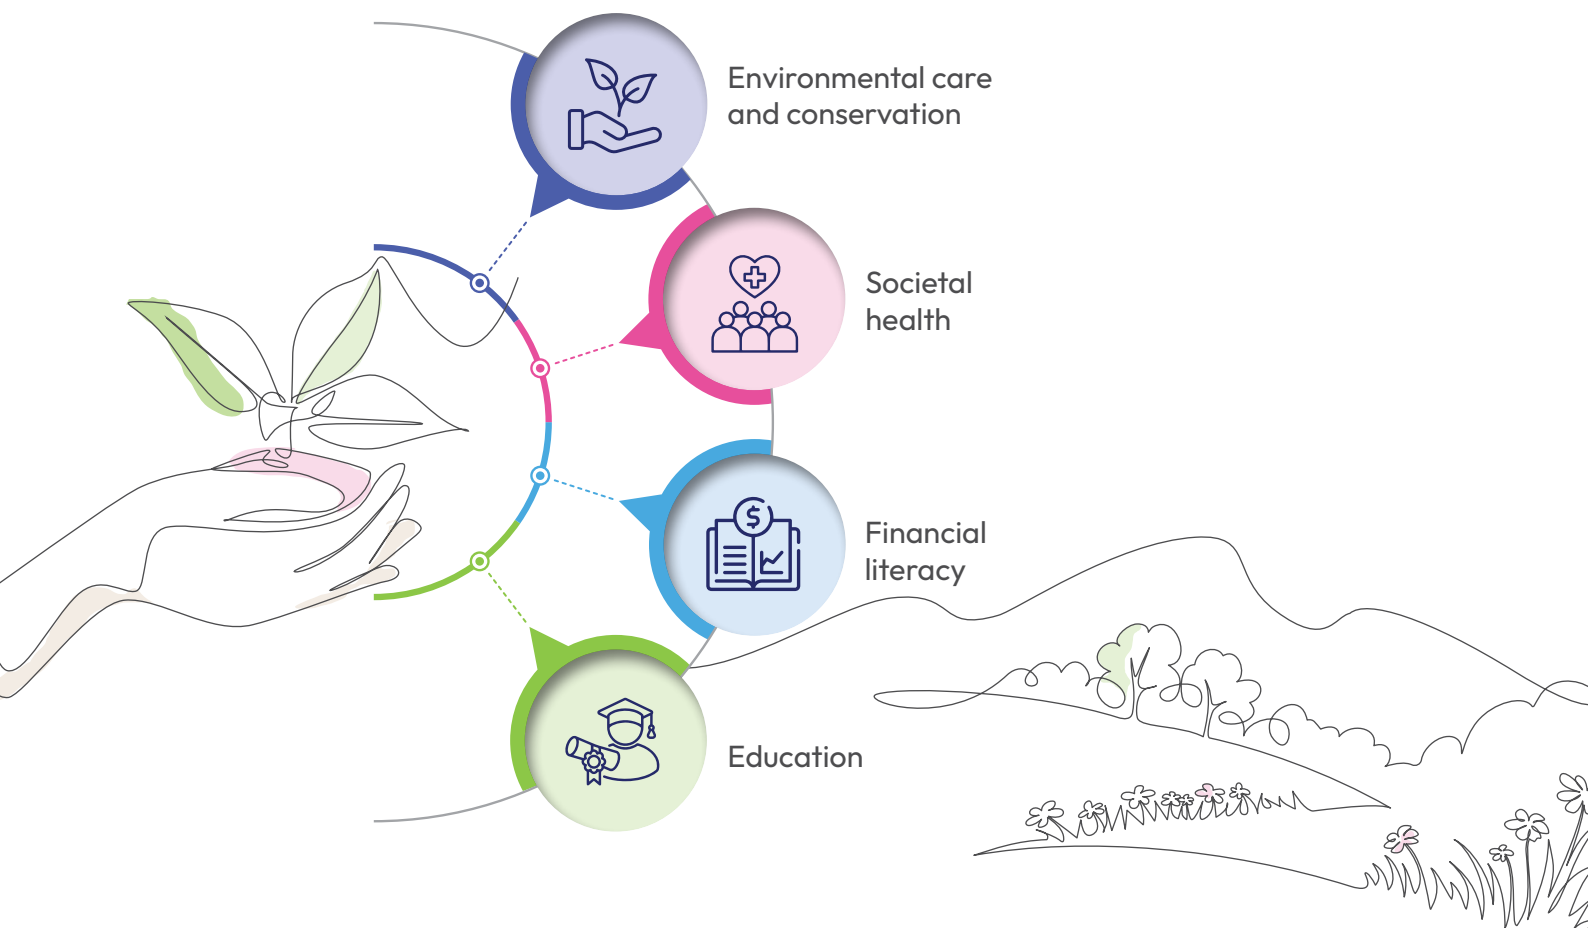 Environmental care
and conservation
Societal
health
Financial
literacy
Education